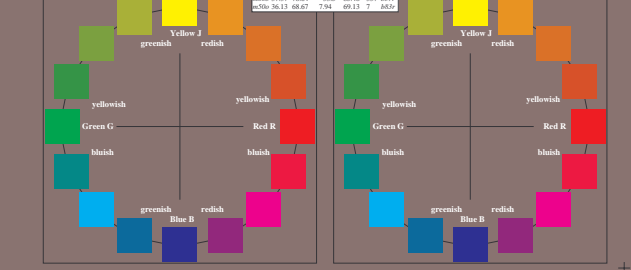 m50o 36.13 68.67 7.94 69.13 7 b83r
Yellow J
greenish redish
yellowish yellowish
Green G Red R
bluish bluish
greenish redish
Blue B
Yellow J
greenish redish
yellowish yellowish
Green G Red R
bluish bluish
greenish redish
Blue B